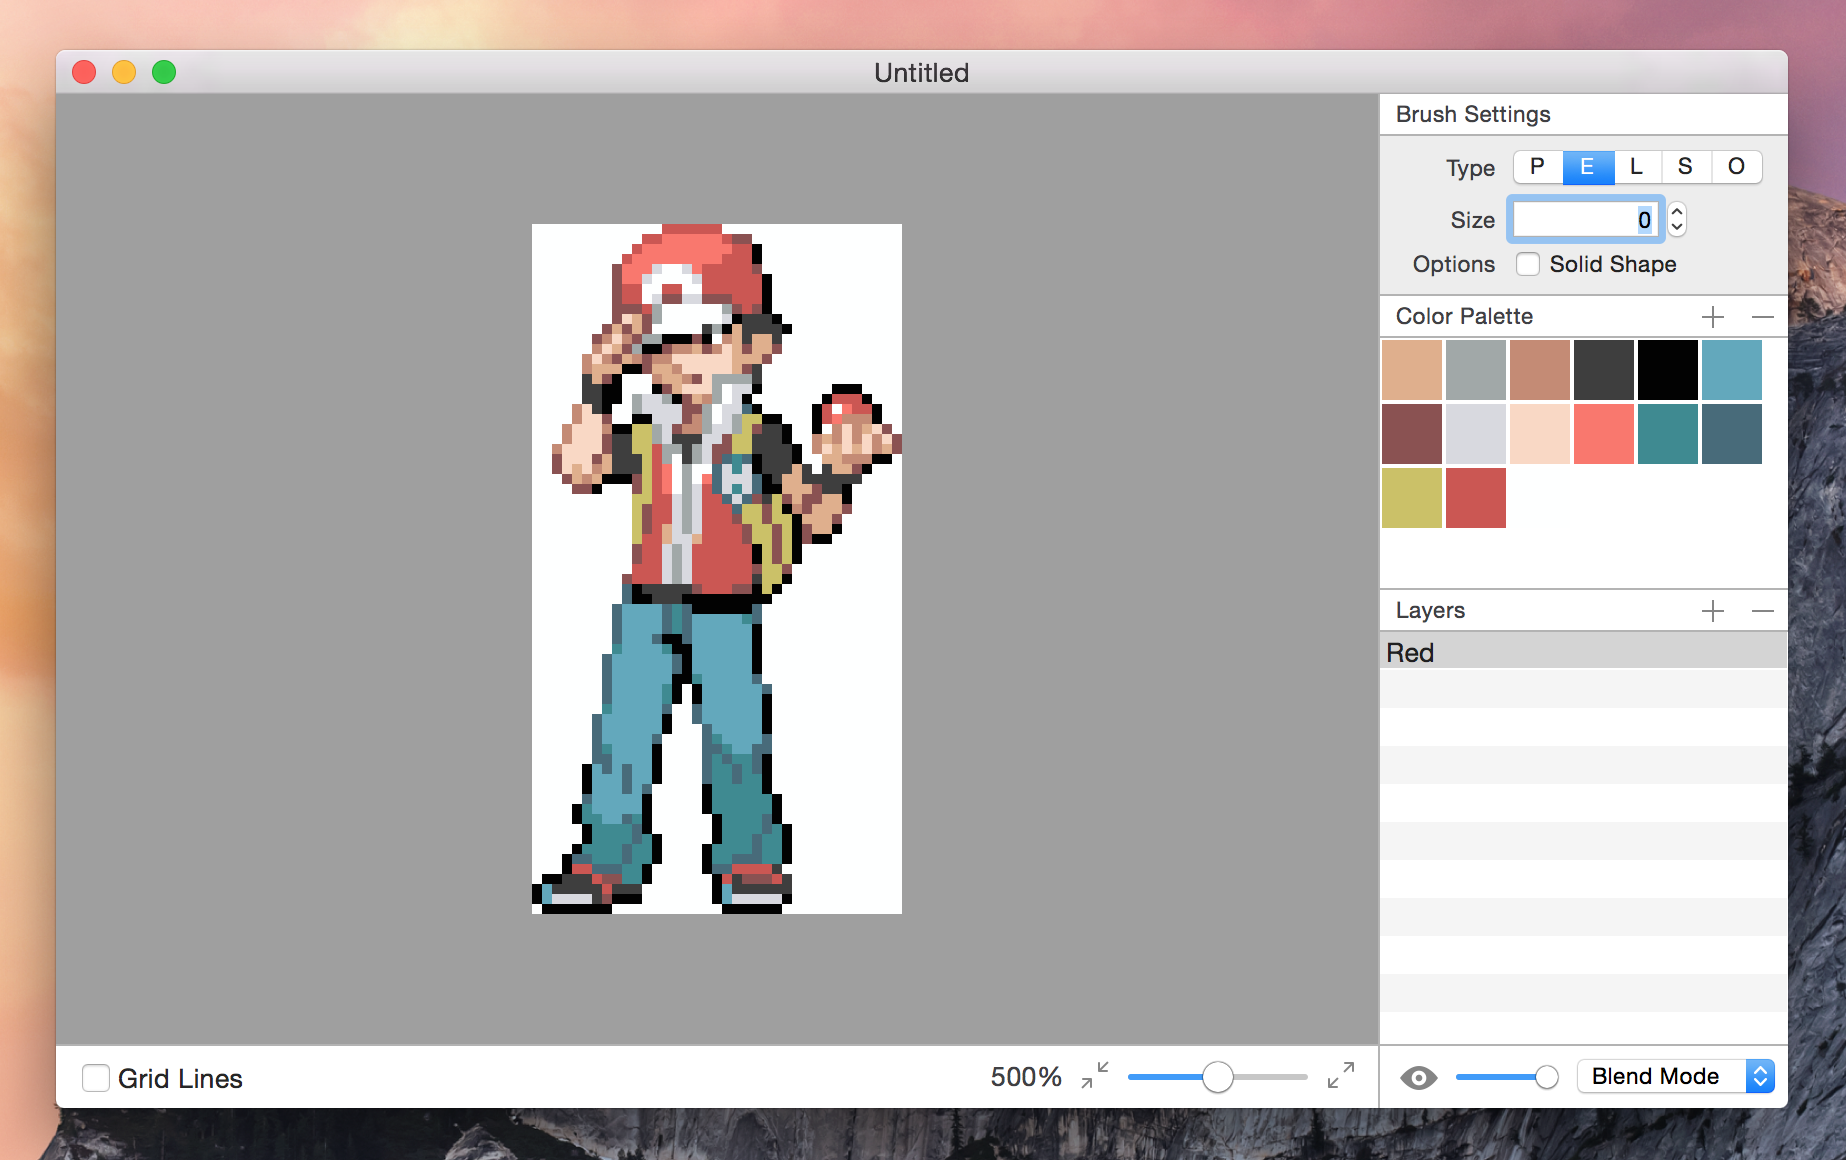 Untitled
Brush Settings
Type P E L S O
Size 0
Options Solid Shape
Color Palette
Layers
Red
Grid Lines
500%
Blend Mode